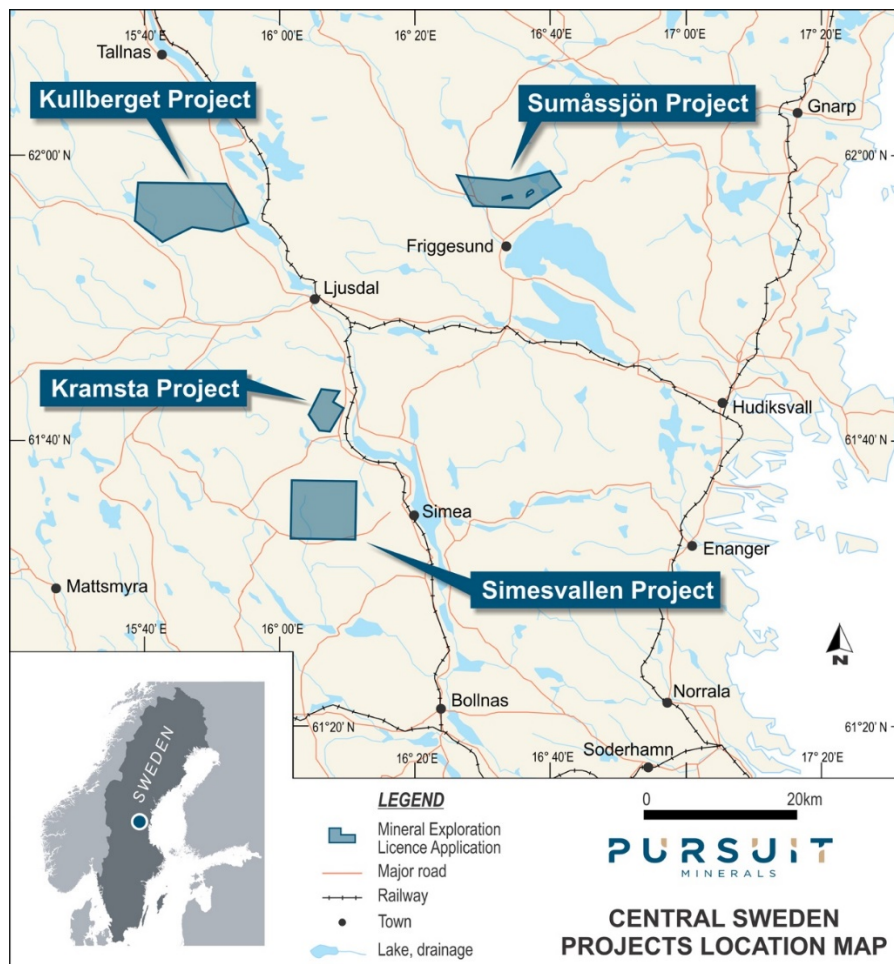 15°40 'E
16° 00'E
16° 20'E
16° 40'E
17° 00'E
17° 20'E
Tallnas
Kullberget Project
Sumåssjön Project
Gnarp
62°00' N
62°00' N
Friggesund
Ljusdal
Kramsta Project
Hudiksvall
61°40' N
61°40' N
Simea
Enanger
Mattsmyra
Simesvallen Project
15°40 'E
16° 00'E
Bollnas
Norrala
61°20' N
61°20' N
16° 20'E
16° 40'E
Soderhamn
17° 20'E
N
SWEDEN
LEGEND
Mineral Exploration
Licence Application
Major road
Railway
Town
Lake, drainage
0 20km
PURSUIT
MINERALS
CENTRAL SWEDEN
PROJECTS LOCATION MAP